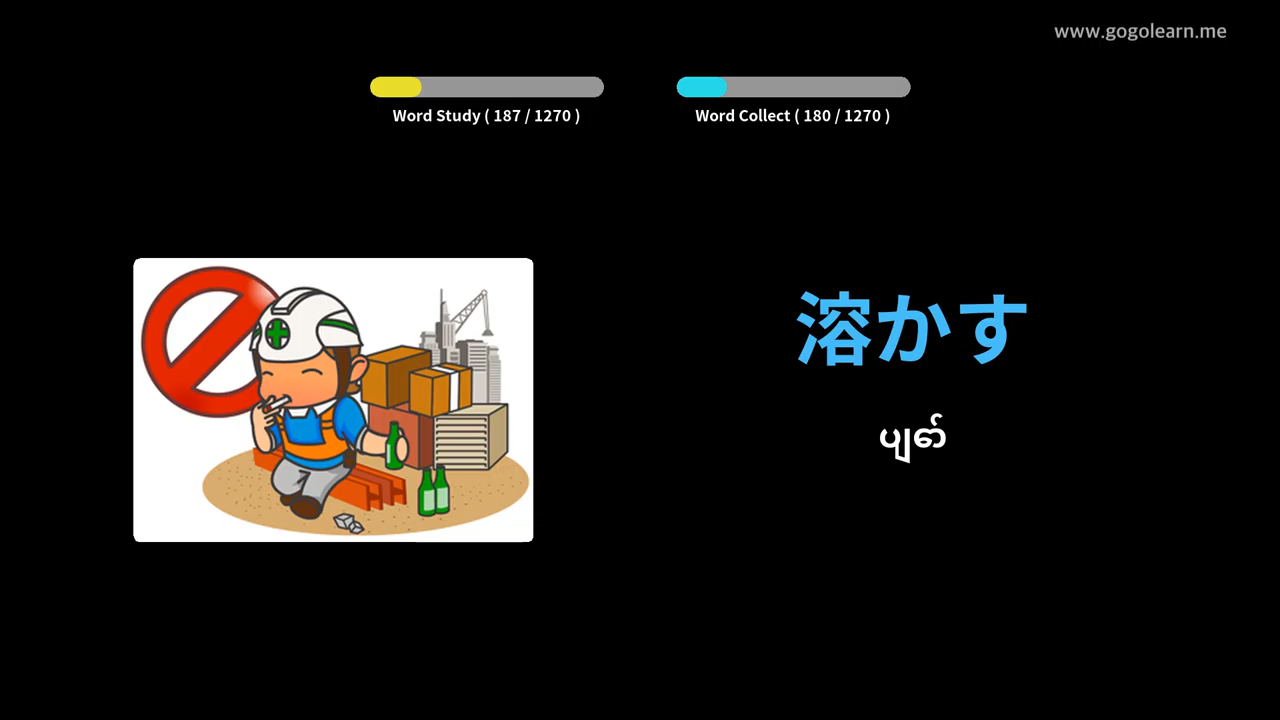 www.gogolearn.me
Word Study ( 187 / 1270 )
Word Collect ( 180 / 1270 )
溶かす
ပျော်